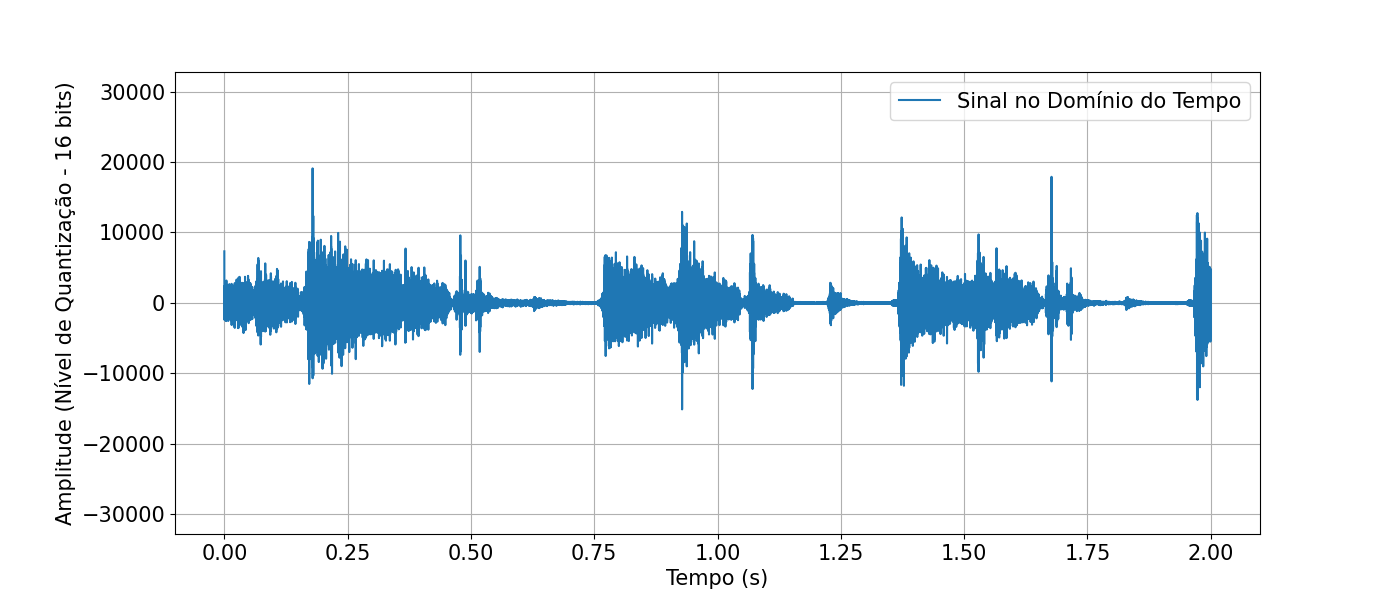 Amplitude (Nível de Quantização - 16 bits)
30000
20000
10000
0
−10000
−20000
−30000
Sinal no Domínio do Tempo
0.00 0.25 0.50 0.75 1.00 1.25 1.50 1.75 2.00
Tempo (s)